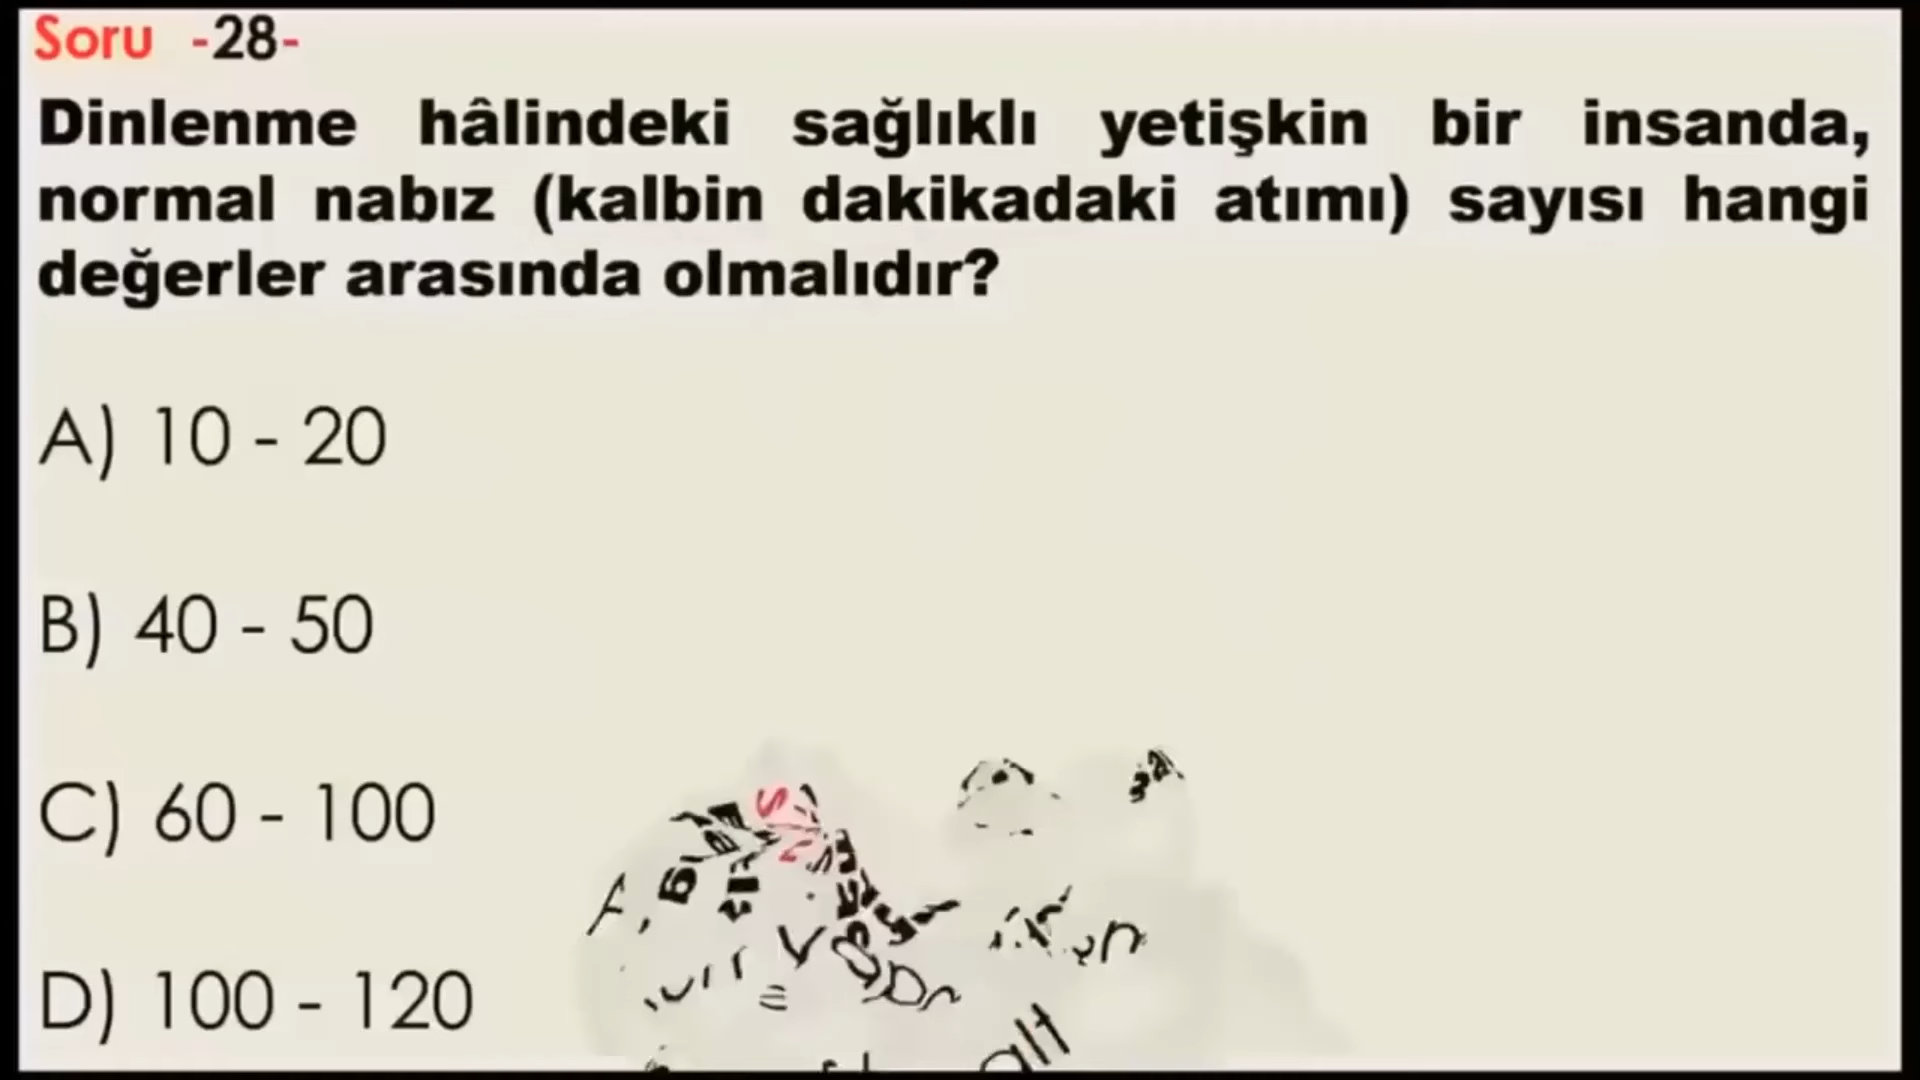 Soru -28-
Dinlenme hâlindeki sağlıklı yetişkin bir insanda,
normal nabız (kalbin dakikadaki atımı) sayısı hangi
değerler arasında olmalıdır?
A) 10 - 20
B) 40 - 50
C) 60 - 100
D) 100 - 120